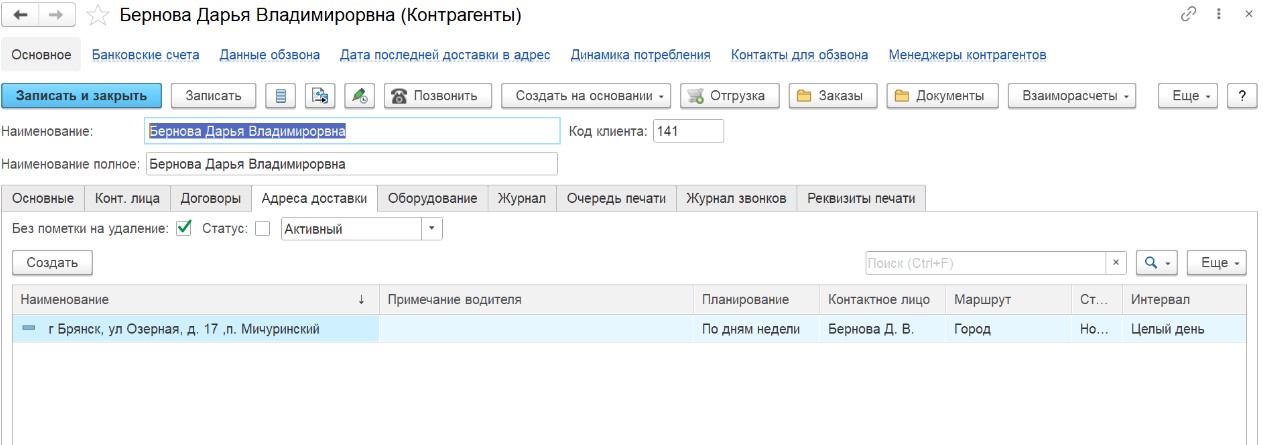 Бернова Дарья Владимирорвна (Контрагенты)
Основное Банковские счета Данные обзвона Дата последней доставки в адрес Динамика потребления Контакты для обзвона Менеджеры контрагентов
Записать и закрыть Записать Позвонить Создать на основании Отгрузка Заказы Документы Взаиморасчеты Еще ?
Наименование: Бернова Дарья Владимирорвна Код клиента: 141
Наименование полное: Бернова Дарья Владимирорвна
Основные Конт. лица Договоры Адреса доставки Оборудование Журнал Очередь печати Журнал звонков Реквизиты печати
Без пометки на удаление: Статус: Активный
Создать Поиск (Ctrl+F) × Еще
Наименование ↓ Примечание водителя Планирование Контактное лицо Маршрут Ст... Интервал
г Брянск, ул Озерная, д. 17 ,п. Мичуринский По дням недели Бернова Д. В. Город Но... Целый день